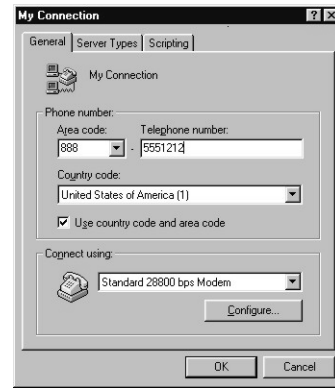 My Connection
General Server Types Scripting
My Connection
Phone number:
Area code: Telephone number:
888 - 5551212
Country code:
United States of America (1)
Use country code and area code
Connect using:
Standard 28800 bps Modem
Configure...
OK Cancel